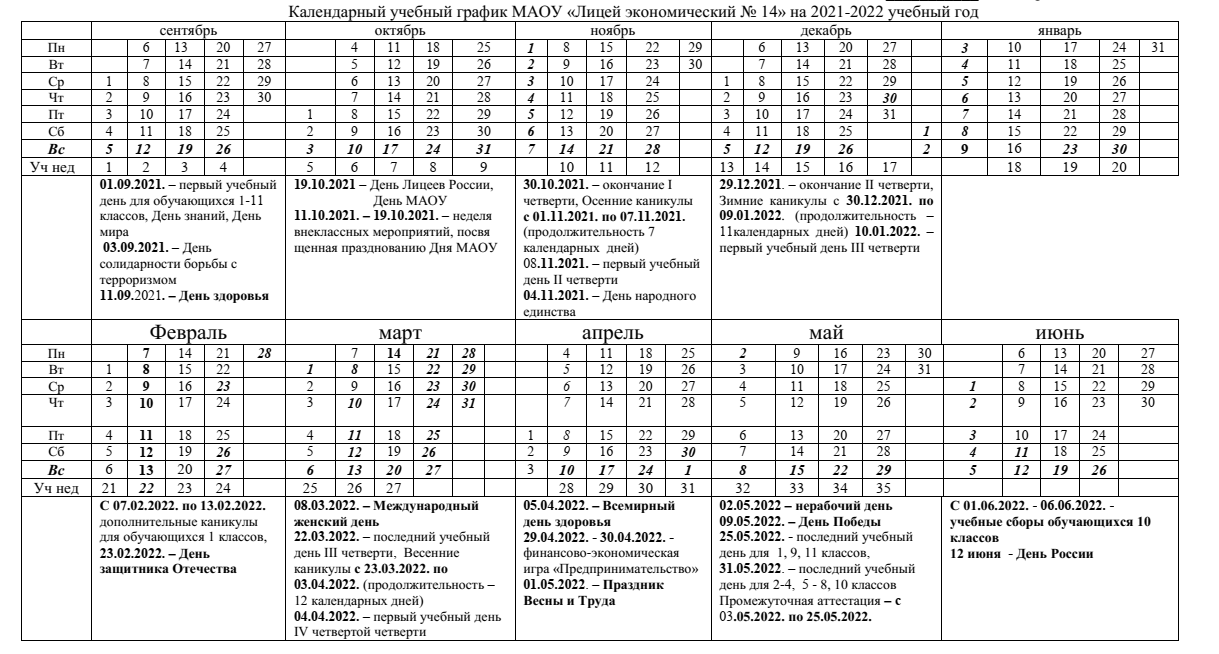 Календарный учебный график МАОУ «Лицей экономический № 14» на 2021-2022 учебный год
сентябрь октябрь ноябрь декабрь январь
Пн 6 13 20 27 4 11 18 25 1 8 15 22 29 6 13 20 27 3 10 17 24 31
Вт 7 14 21 28 5 12 19 26 2 9 16 23 30 7 14 21 28 4 11 18 25
Ср 1 8 15 22 29 6 13 20 27 3 10 17 24 1 8 15 22 29 5 12 19 26
Чт 2 9 16 23 30 7 14 21 28 4 11 18 25 2 9 16 23 30 6 13 20 27
Пт 3 10 17 24 1 8 15 22 29 5 12 19 26 3 10 17 24 31 7 14 21 28
Сб 4 11 18 25 2 9 16 23 30 6 13 20 27 4 11 18 25 1 8 15 22 29
Вс 5 12 19 26 3 10 17 24 31 7 14 21 28 5 12 19 26 2 9 16 23 30
Уч нед 1 2 3 4 5 6 7 8 9 10 11 12 13 14 15 16 17 18 19 20
01.09.2021. – первый учебный
день для обучающихся 1-11
классов, День знаний, День
мира
03.09.2021. – День
солидарности борьбы с
терроризмом
11.09.2021. – День здоровья
19.10.2021 – День Лицеев России,
День МАОУ
11.10.2021. – 19.10.2021. – неделя
внеклассных мероприятий, посвя
щенная празднованию Дня МАОУ
30.10.2021. – окончание I
четверти, Осенние каникулы
с 01.11.2021. по 07.11.2021.
(продолжительность 7
календарных дней)
08.11.2021. – первый учебный
день II четверти
04.11.2021. – День народного
единства
29.12.2021. – окончание II четверти,
Зимние каникулы с 30.12.2021. по
09.01.2022. (продолжительность –
11календарных дней) 10.01.2022. –
первый учебный день III четверти
Февраль март апрель май июнь
Пн 7 14 21 28 7 14 21 28 4 11 18 25 2 9 16 23 30 6 13 20 27
Вт 1 8 15 22 1 8 15 22 29 5 12 19 26 3 10 17 24 31 7 14 21 28
Ср 2 9 16 23 2 9 16 23 30 6 13 20 27 4 11 18 25 1 8 15 22 29
Чт 3 10 17 24 3 10 17 24 31 7 14 21 28 5 12 19 26 2 9 16 23 30
Пт 4 11 18 25 4 11 18 25 1 8 15 22 29 6 13 20 27 3 10 17 24
Сб 5 12 19 26 5 12 19 26 2 9 16 23 30 7 14 21 28 4 11 18 25
Вс 6 13 20 27 6 13 20 27 3 10 17 24 1 8 15 22 29 5 12 19 26
Уч нед 21 22 23 24 25 26 27 28 29 30 31 32 33 34 35
С 07.02.2022. по 13.02.2022.
дополнительные каникулы
для обучающихся 1 классов,
23.02.2022. – День
защитника Отечества
08.03.2022. – Международный
женский день
22.03.2022. – последний учебный
день III четверти, Весенние
каникулы с 23.03.2022. по
03.04.2022. (продолжительность –
12 календарных дней)
04.04.2022. – первый учебный день
IV четвертой четверти
05.04.2022. – Всемирный
день здоровья
29.04.2022. - 30.04.2022. -
финансово-экономическая
игра «Предпринимательство»
01.05.2022. – Праздник
Весны и Труда
02.05.2022 – нерабочий день
09.05.2022. – День Победы
25.05.2022. - последний учебный
день для 1, 9, 11 классов,
31.05.2022. – последний учебный
день для 2-4, 5 - 8, 10 классов
Промежуточная аттестация – с
03.05.2022. по 25.05.2022.
С 01.06.2022. - 06.06.2022. -
учебные сборы обучающихся 10
классов
12 июня - День России